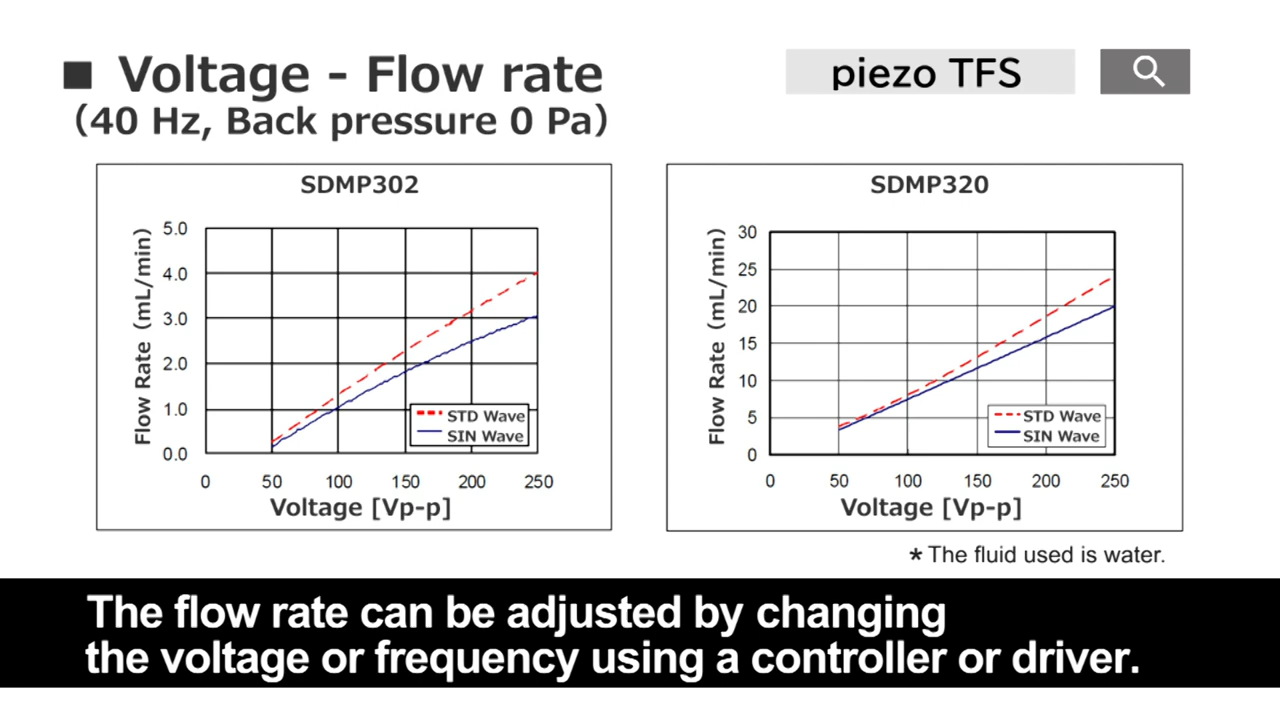 ■ Voltage - Flow rate
(40 Hz, Back pressure 0 Pa)
piezo TFS
SDMP302
Flow Rate (mL/min)
5.0
4.0
3.0
2.0
1.0
0.0
0 50 100 150 200 250
Voltage [Vp-p]
STD Wave
SIN Wave
SDMP320
Flow Rate (mL/min)
30
25
20
15
10
5
0
0 50 100 150 200 250
Voltage [Vp-p]
STD Wave
SIN Wave
* The fluid used is water.
The flow rate can be adjusted by changing
the voltage or frequency using a controller or driver.